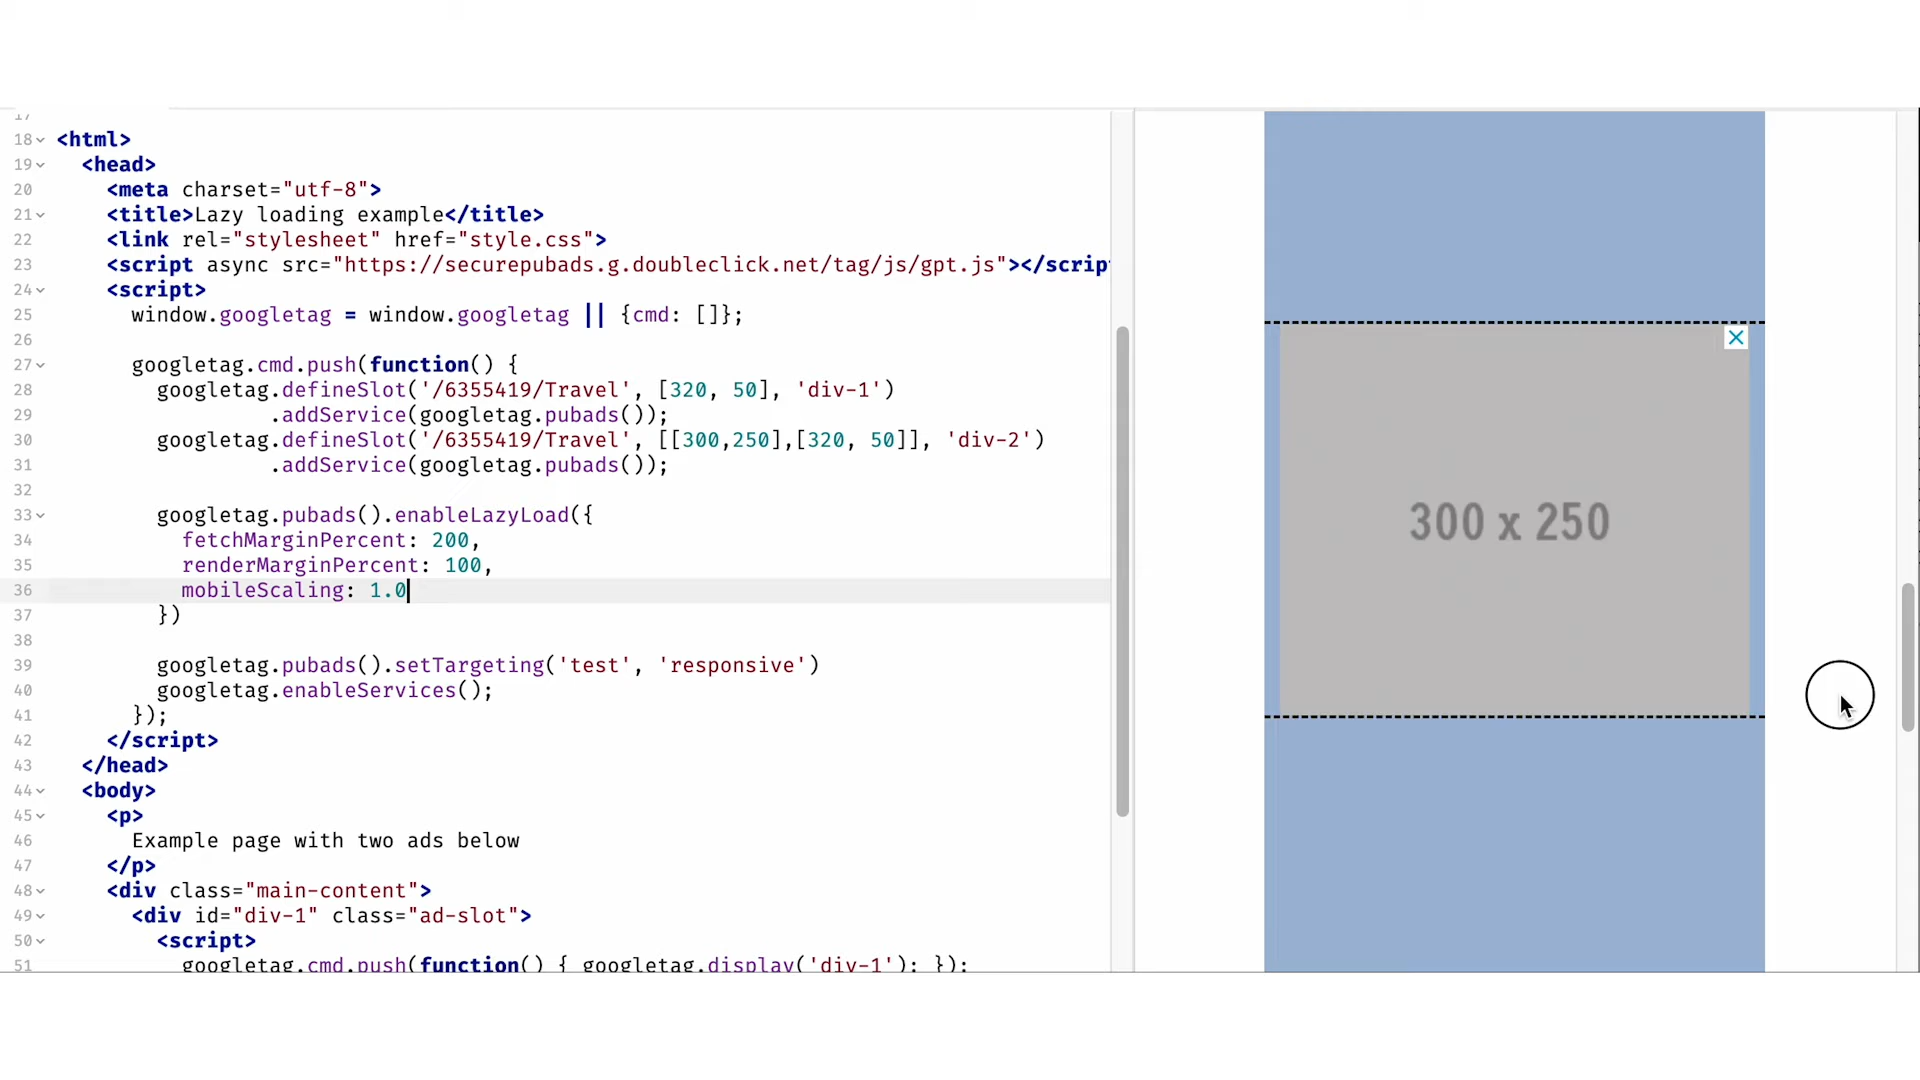 17
18 <html>
19 <head>
20 <meta charset="utf-8">
21 <title>Lazy loading example</title>
22 <link rel="stylesheet" href="style.css">
23 <script async src="https://securepubads.g.doubleclick.net/tag/js/gpt.js"></scrip
24 <script>
25 window.googletag = window.googletag || {cmd: []};
26
27 googletag.cmd.push(function() {
28 googletag.defineSlot('/6355419/Travel', [320, 50], 'div-1')
29 .addService(googletag.pubads());
30 googletag.defineSlot('/6355419/Travel', [[300,250],[320, 50]], 'div-2')
31 .addService(googletag.pubads());
32
33 googletag.pubads().enableLazyLoad({
34 fetchMarginPercent: 200,
35 renderMarginPercent: 100,
36 mobileScaling: 1.0
37 })
38
39 googletag.pubads().setTargeting('test', 'responsive')
40 googletag.enableServices();
41 });
42 </script>
43 </head>
44 <body>
45 <p>
46 Example page with two ads below
47 </p>
48 <div class="main-content">
49 <div id="div-1" class="ad-slot">
50 <script>
51 googletag.cmd.push(function() { googletag.display('div-1'); });
300 x 250